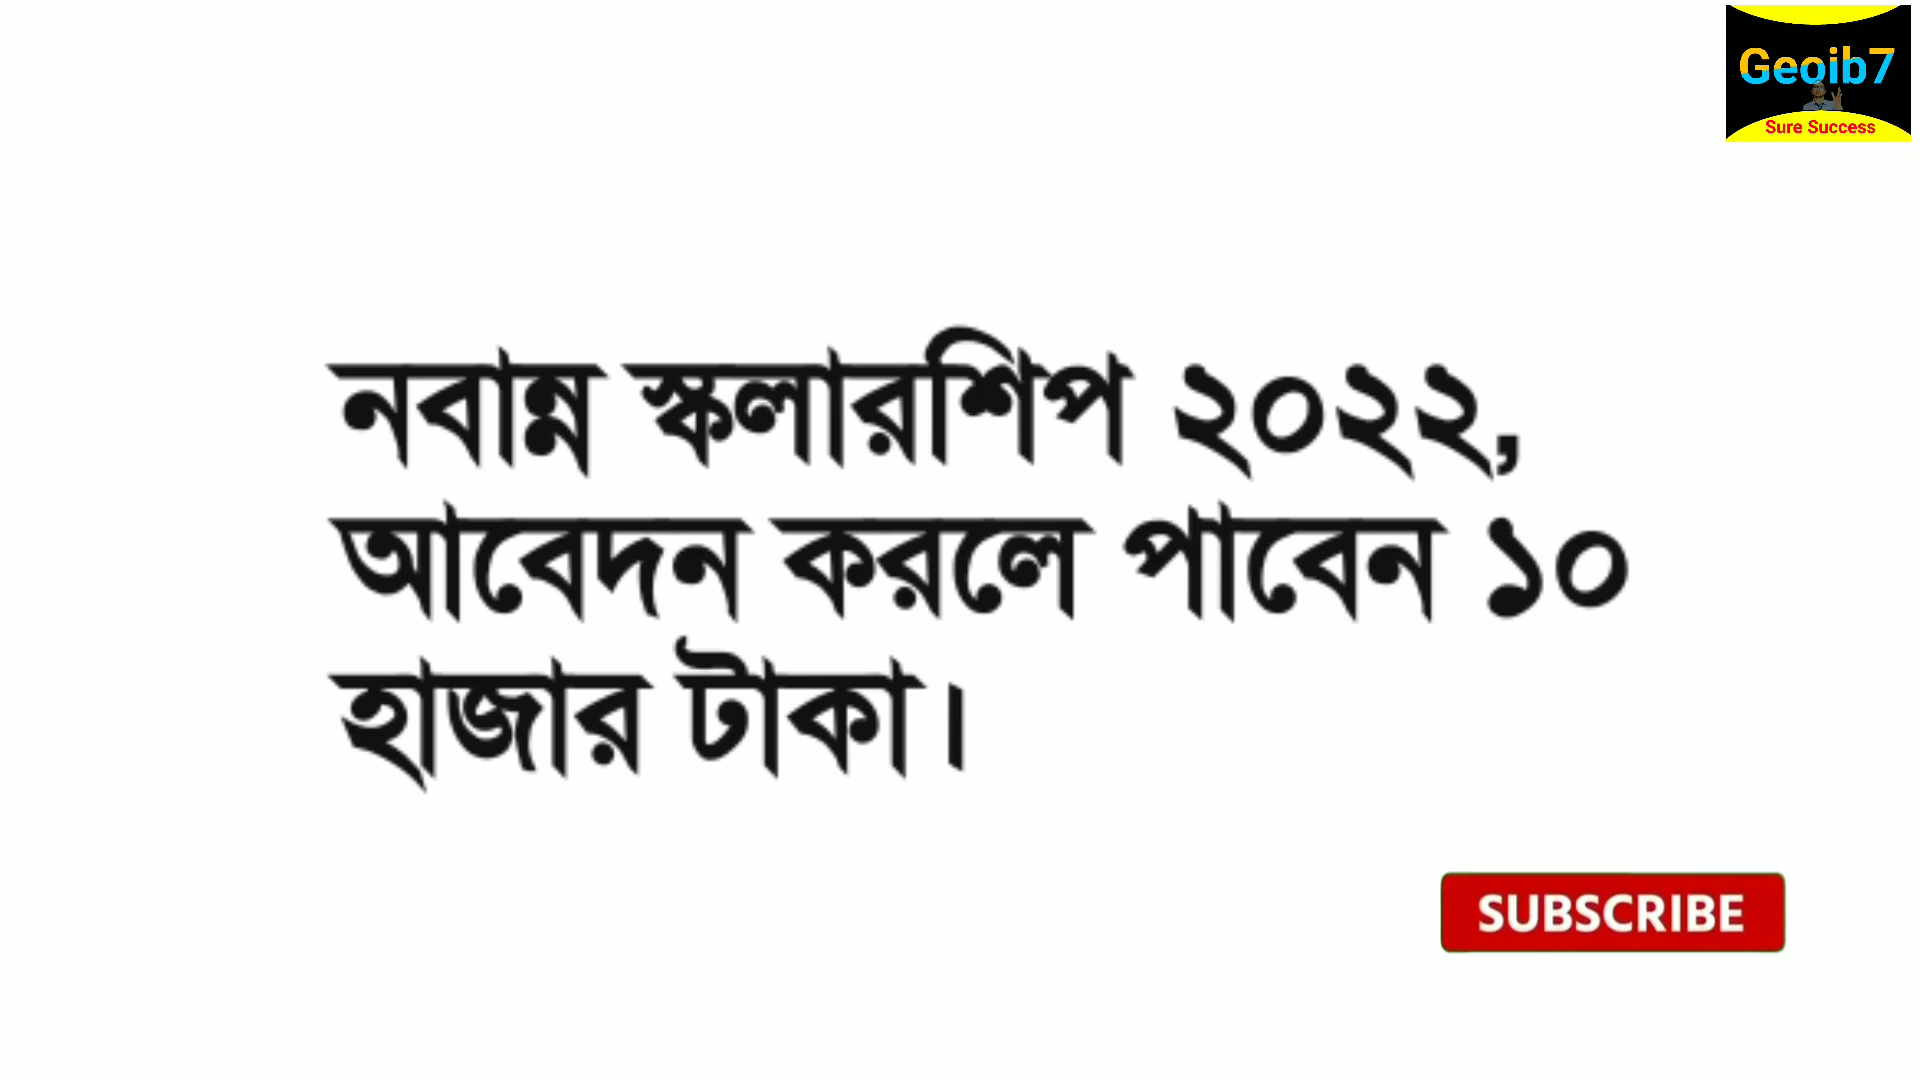 Geoib7
Sure Success
নবান্ন স্কলারশিপ ২০২২,
আবেদন করলে পাবেন ১০
হাজার টাকা।
SUBSCRIBE